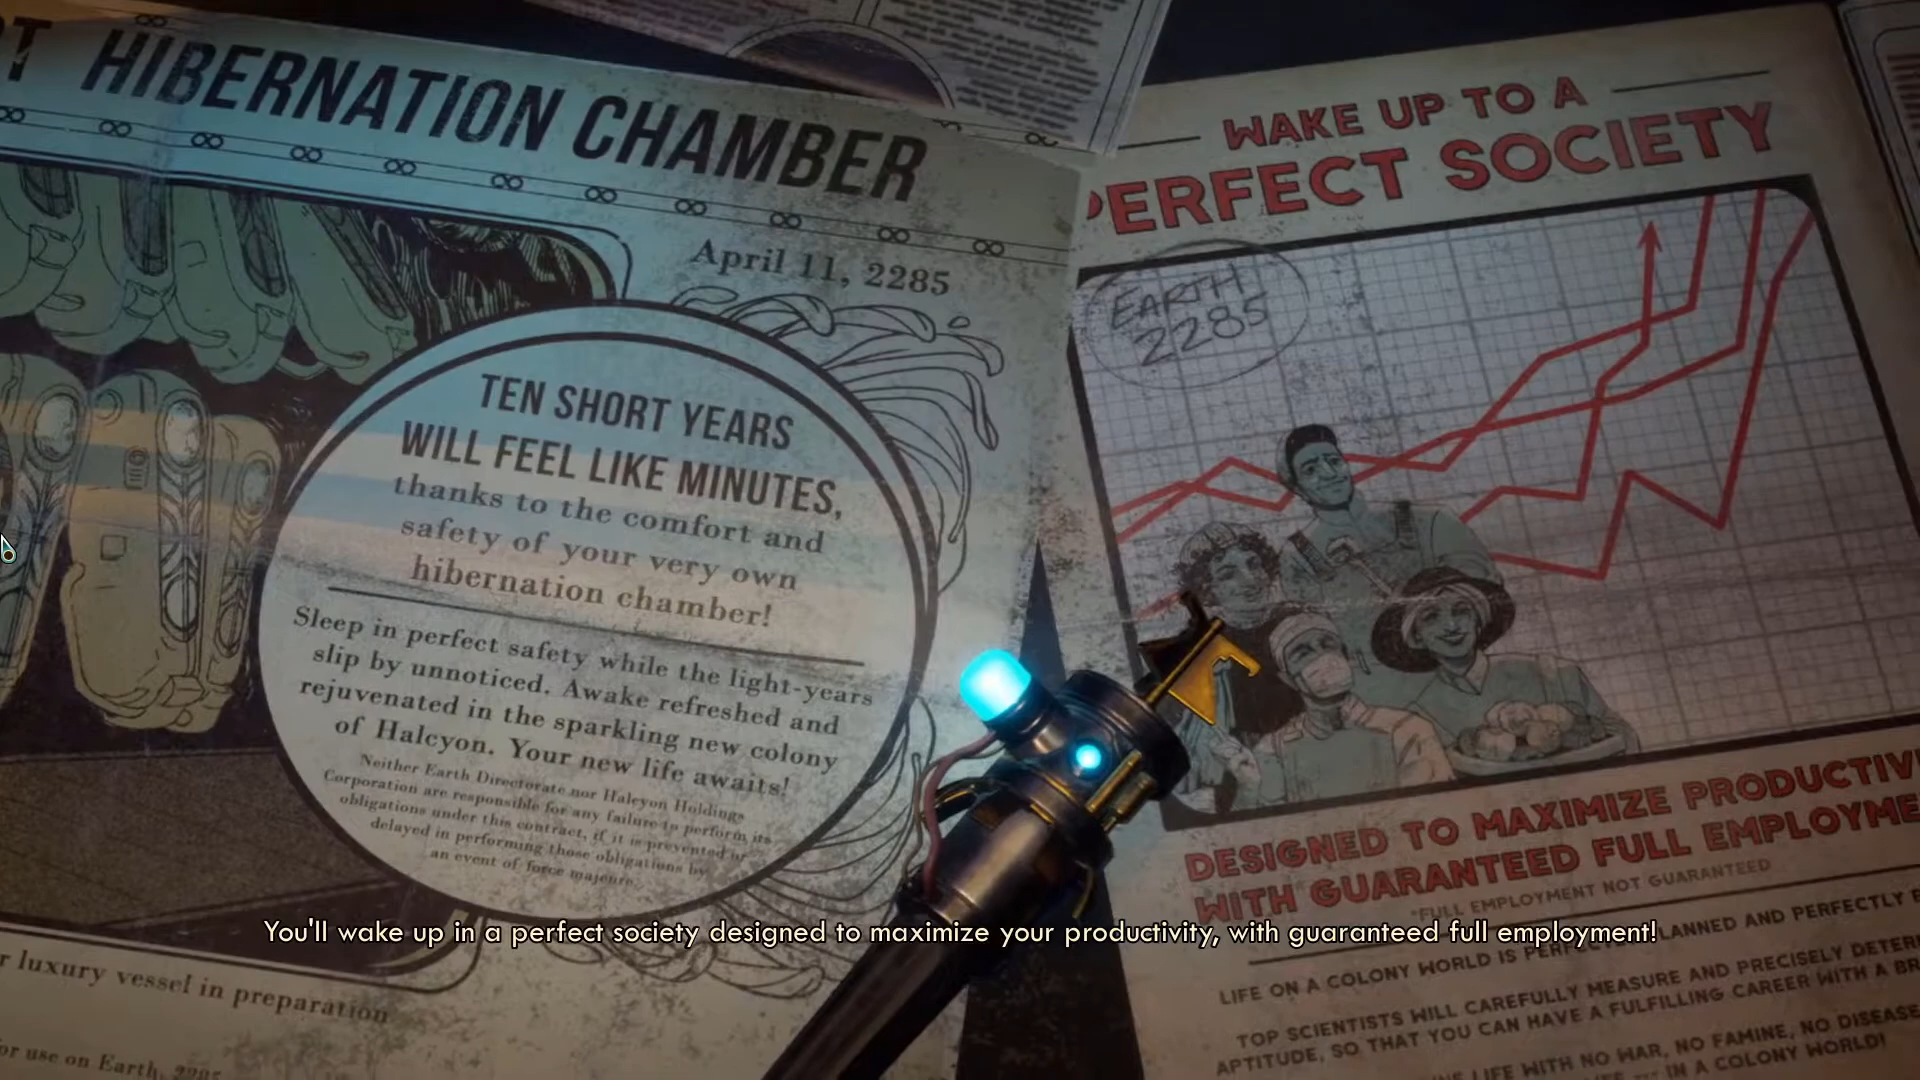 HIBERNATION CHAMBER
April 11, 2285
TEN SHORT YEARS
WILL FEEL LIKE MINUTES,
thanks to the comfort and
safety of your very own
hibernation chamber!
Sleep in perfect safety while the light-years
slip by unnoticed. Awake refreshed and
rejuvenated in the sparkling new colony
of Halcyon. Your new life awaits!
Neither Earth Directorate nor Halcyon Holdings
Corporation are responsible for any failure to perform its
obligations under this contract, if it is prevented or
delayed in performing those obligations by
an event of force majeure.
luxury vessel in preparation
for use on Earth, 2285
WAKE UP TO A
PERFECT SOCIETY
EARTH
2285
DESIGNED TO MAXIMIZE PRODUCTIV
WITH GUARANTEED FULL EMPLOYME
*FULL EMPLOYMENT NOT GUARANTEED
LIFE ON A COLONY WORLD IS PERF LANNED AND PERFECTLY
TOP SCIENTISTS WILL CAREFULLY MEASURE AND PRECISELY DETER
APTITUDE, SO THAT YOU CAN HAVE A FULFILLING CAREER WITH A BR
LIFE WITH NO WAR, NO FAMINE, NO DISEASE
IN A COLONY WORLD!
You'll wake up in a perfect society designed to maximize your productivity, with guaranteed full employment!